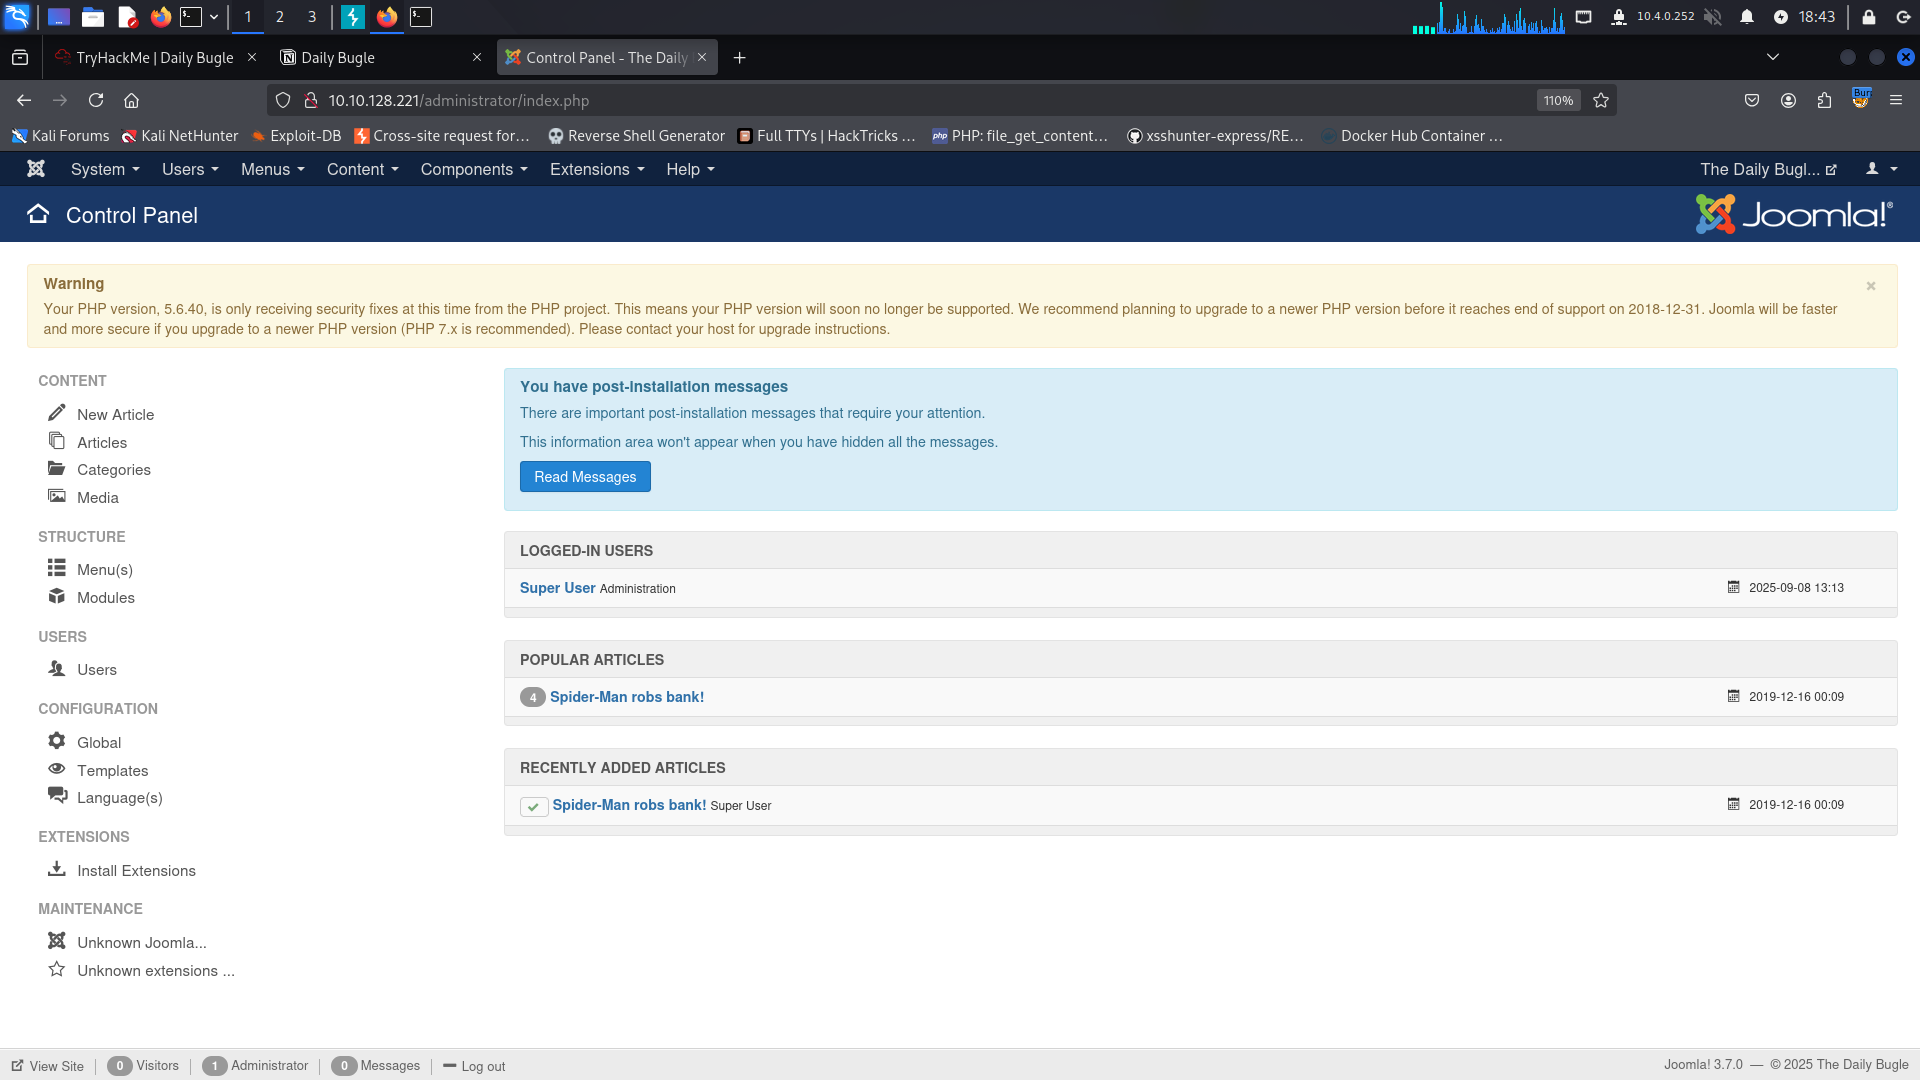 1 2 3 10.4.0.252 18:43
TryHackMe | Daily Bugle
Daily Bugle
Control Panel - The Daily
10.10.128.221/administrator/index.php 110%
Kali Forums Kali NetHunter Exploit-DB Cross-site request for... Reverse Shell Generator Full TTYs | HackTricks ... PHP: file_get_content... xsshunter-express/RE... Docker Hub Container ...
System Users Menus Content Components Extensions Help The Daily Bugl...
Control Panel Joomla!®
Warning
Your PHP version, 5.6.40, is only receiving security fixes at this time from the PHP project. This means your PHP version will soon no longer be supported. We recommend planning to upgrade to a newer PHP version before it reaches end of support on 2018-12-31. Joomla will be faster
and more secure if you upgrade to a newer PHP version (PHP 7.x is recommended). Please contact your host for upgrade instructions.
CONTENT
New Article
Articles
Categories
Media
STRUCTURE
Menu(s)
Modules
USERS
Users
CONFIGURATION
Global
Templates
Language(s)
EXTENSIONS
Install Extensions
MAINTENANCE
Unknown Joomla...
Unknown extensions ...
You have post-installation messages
There are important post-installation messages that require your attention.
This information area won't appear when you have hidden all the messages.
Read Messages
LOGGED-IN USERS
Super User Administration 2025-09-08 13:13
POPULAR ARTICLES
4 Spider-Man robs bank! 2019-12-16 00:09
RECENTLY ADDED ARTICLES
Spider-Man robs bank! Super User 2019-12-16 00:09
View Site 0 Visitors 1 Administrator 0 Messages Log out Joomla! 3.7.0 — © 2025 The Daily Bugle